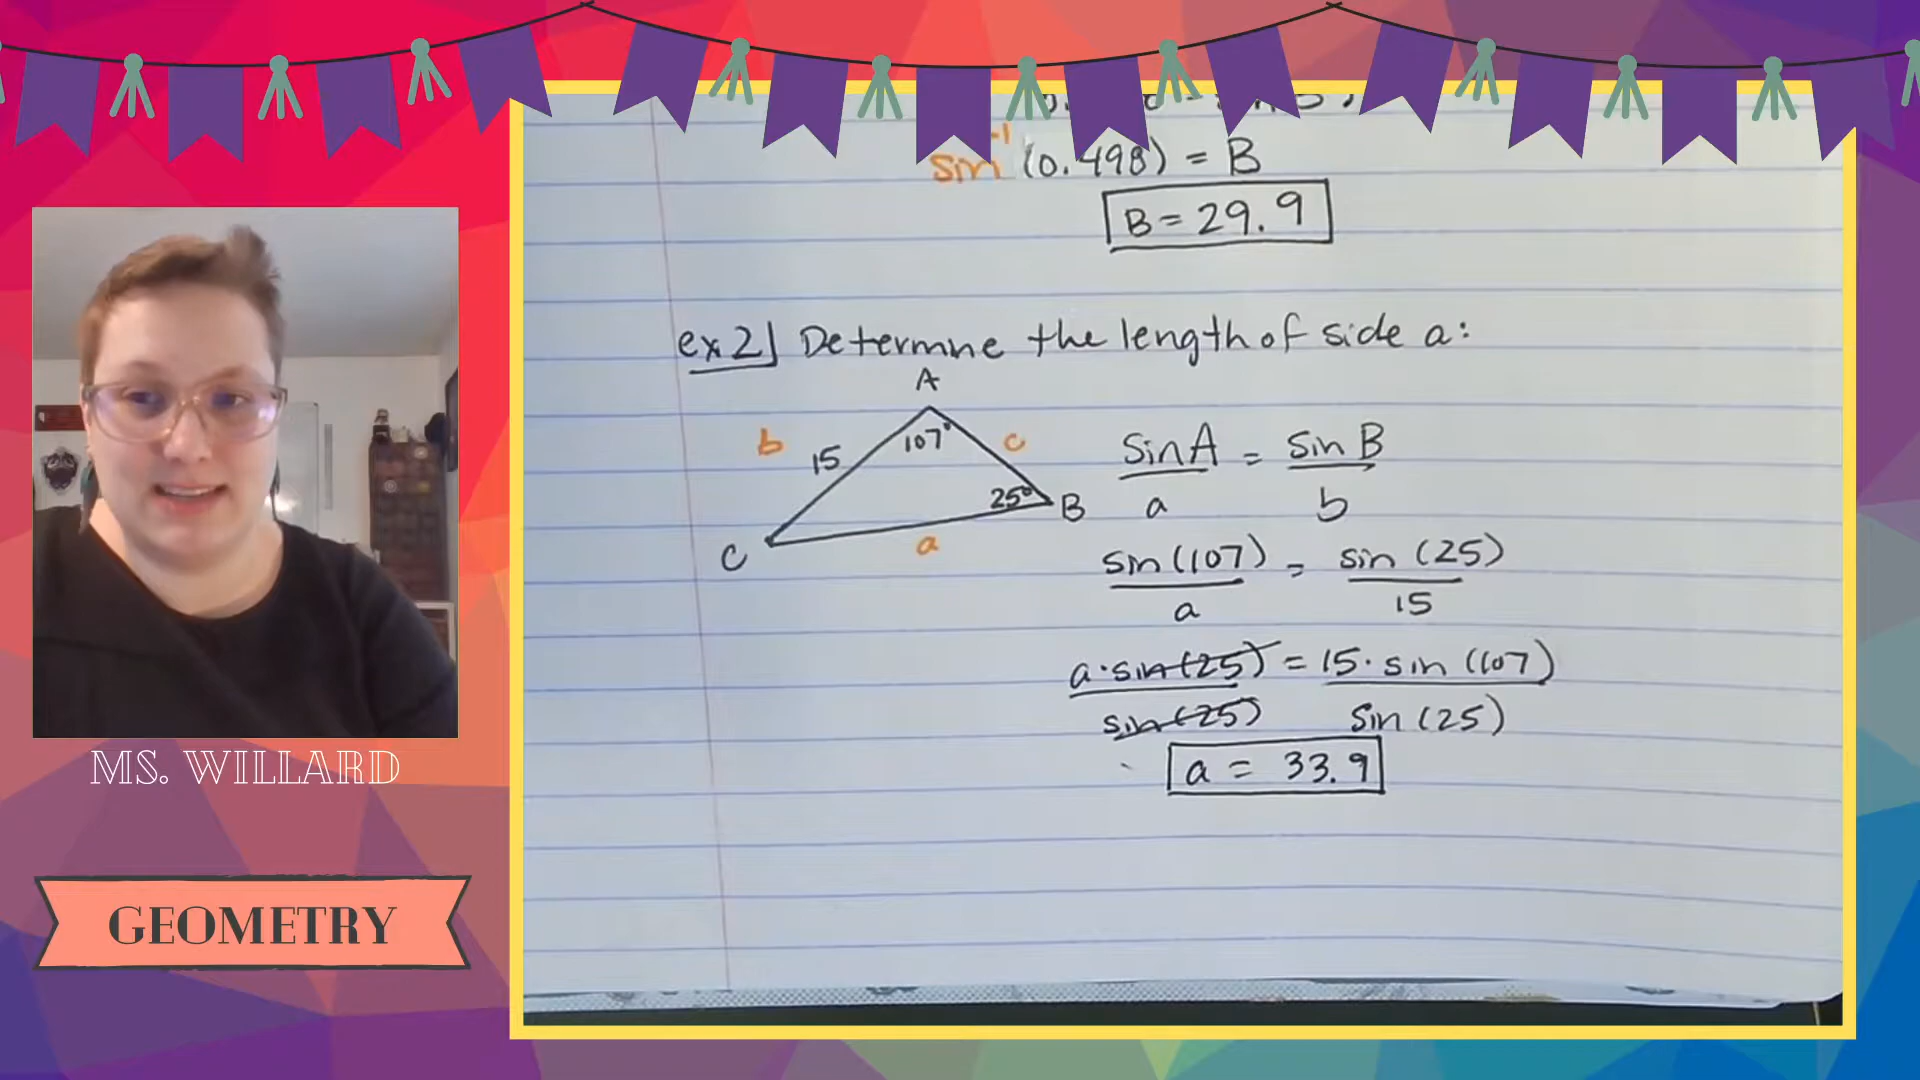 sin⁻¹(0.498) = B
B = 29.9
ex 2] Determine the length of side a:
A
b 15 107° c
25° B
C a
sin A / a = sin B / b
sin(107) / a = sin (25) / 15
a · sin(25) / sin(25) = 15 · sin (107) / sin (25)
a = 33.9
MS. WILLARD
GEOMETRY